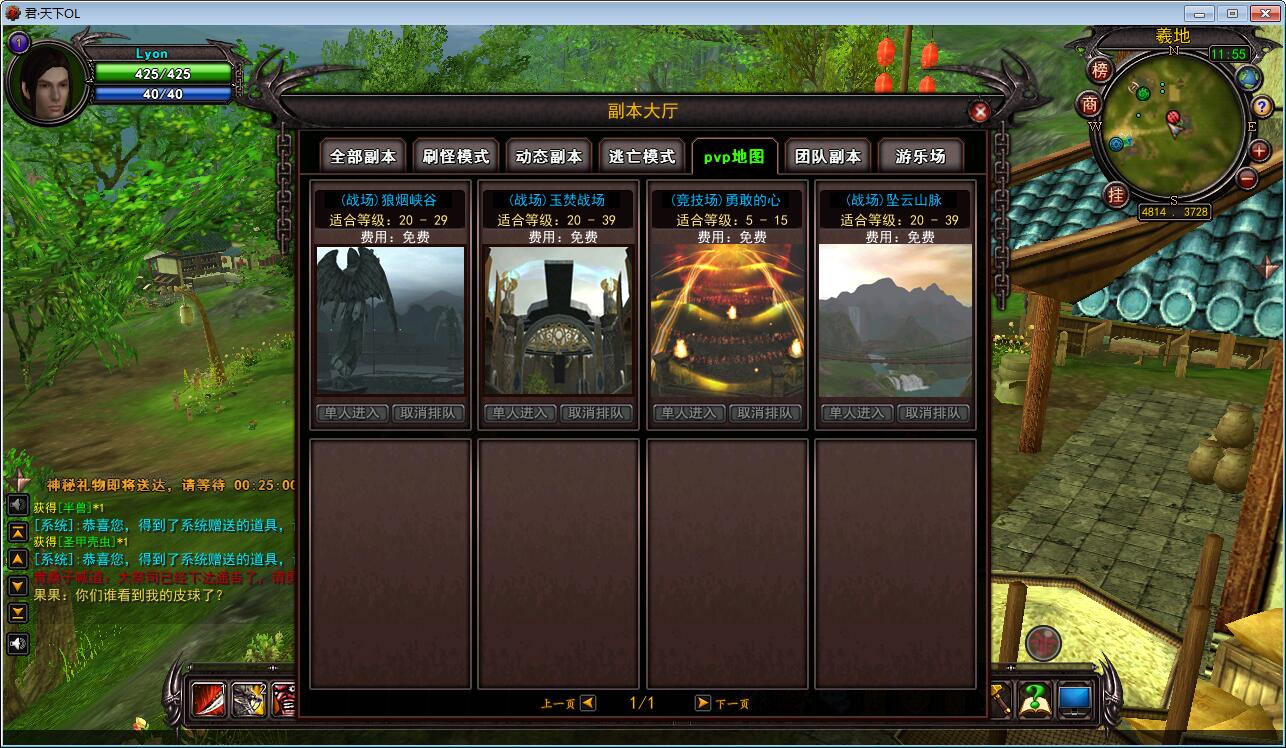 君·天下OL
1
Lyon
425/425
40/40
副本大厅
羲地
N
11:55
榜
商
W
E
挂
S
4814 . 3728
全部副本
刷怪模式
动态副本
逃亡模式
pvp地图
团队副本
游乐场
(战场)狼烟峡谷
适合等级: 20 - 29
费用: 免费
单人进入
取消排队
(战场)玉焚战场
适合等级: 20 - 39
费用: 免费
单人进入
取消排队
(竞技场)勇敢的心
适合等级: 5 - 15
费用: 免费
单人进入
取消排队
(战场)坠云山脉
适合等级: 20 - 39
费用: 免费
单人进入
取消排队
神秘礼物即将送达, 请等待 00:25:00
获得[半兽]*1
[系统]:恭喜您, 得到了系统赠送的道具,
获得[圣甲壳虫]*1
[系统]:恭喜您, 得到了系统赠送的道具,
果果: 你们谁看到我的皮球了?
上一页
1/1
下一页
2
?
?